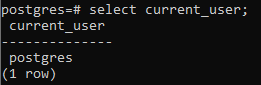 postgres=# select current_user;
 current_user
--------------
 postgres
(1 row)